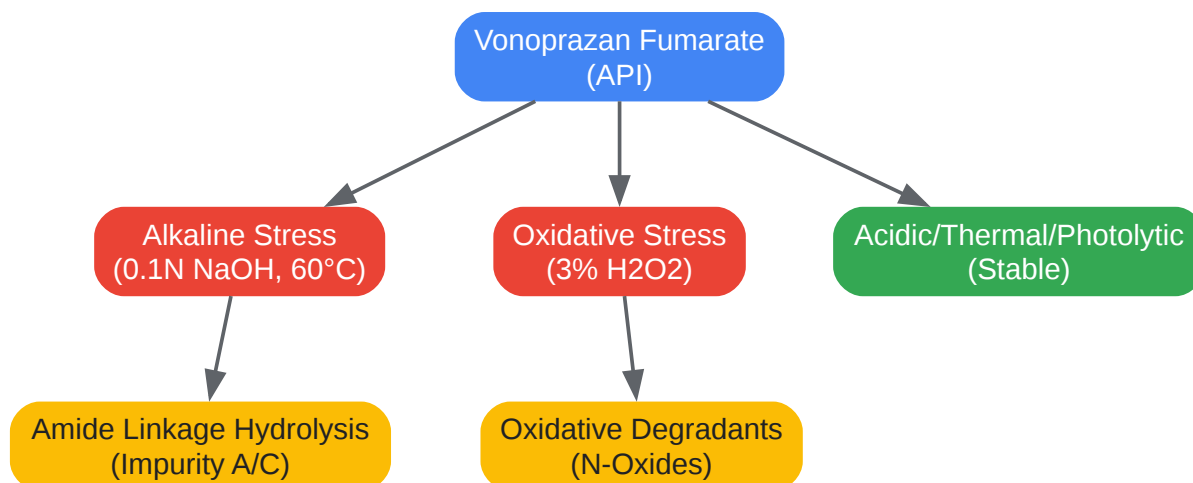 Vonoprazan Fumarate
(API)
Alkaline Stress
(0.1N NaOH, 60°C)
Oxidative Stress
(3% H2O2)
Acidic/Thermal/Photolytic
(Stable)
Amide Linkage Hydrolysis
(Impurity A/C)
Oxidative Degradants
(N-Oxides)